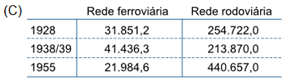 (C)
Rede ferroviária Rede rodoviária
1928 31.851,2 254.722,0
1938/39 41.436,3 213.870,0
1955 21.984,6 440.657,0